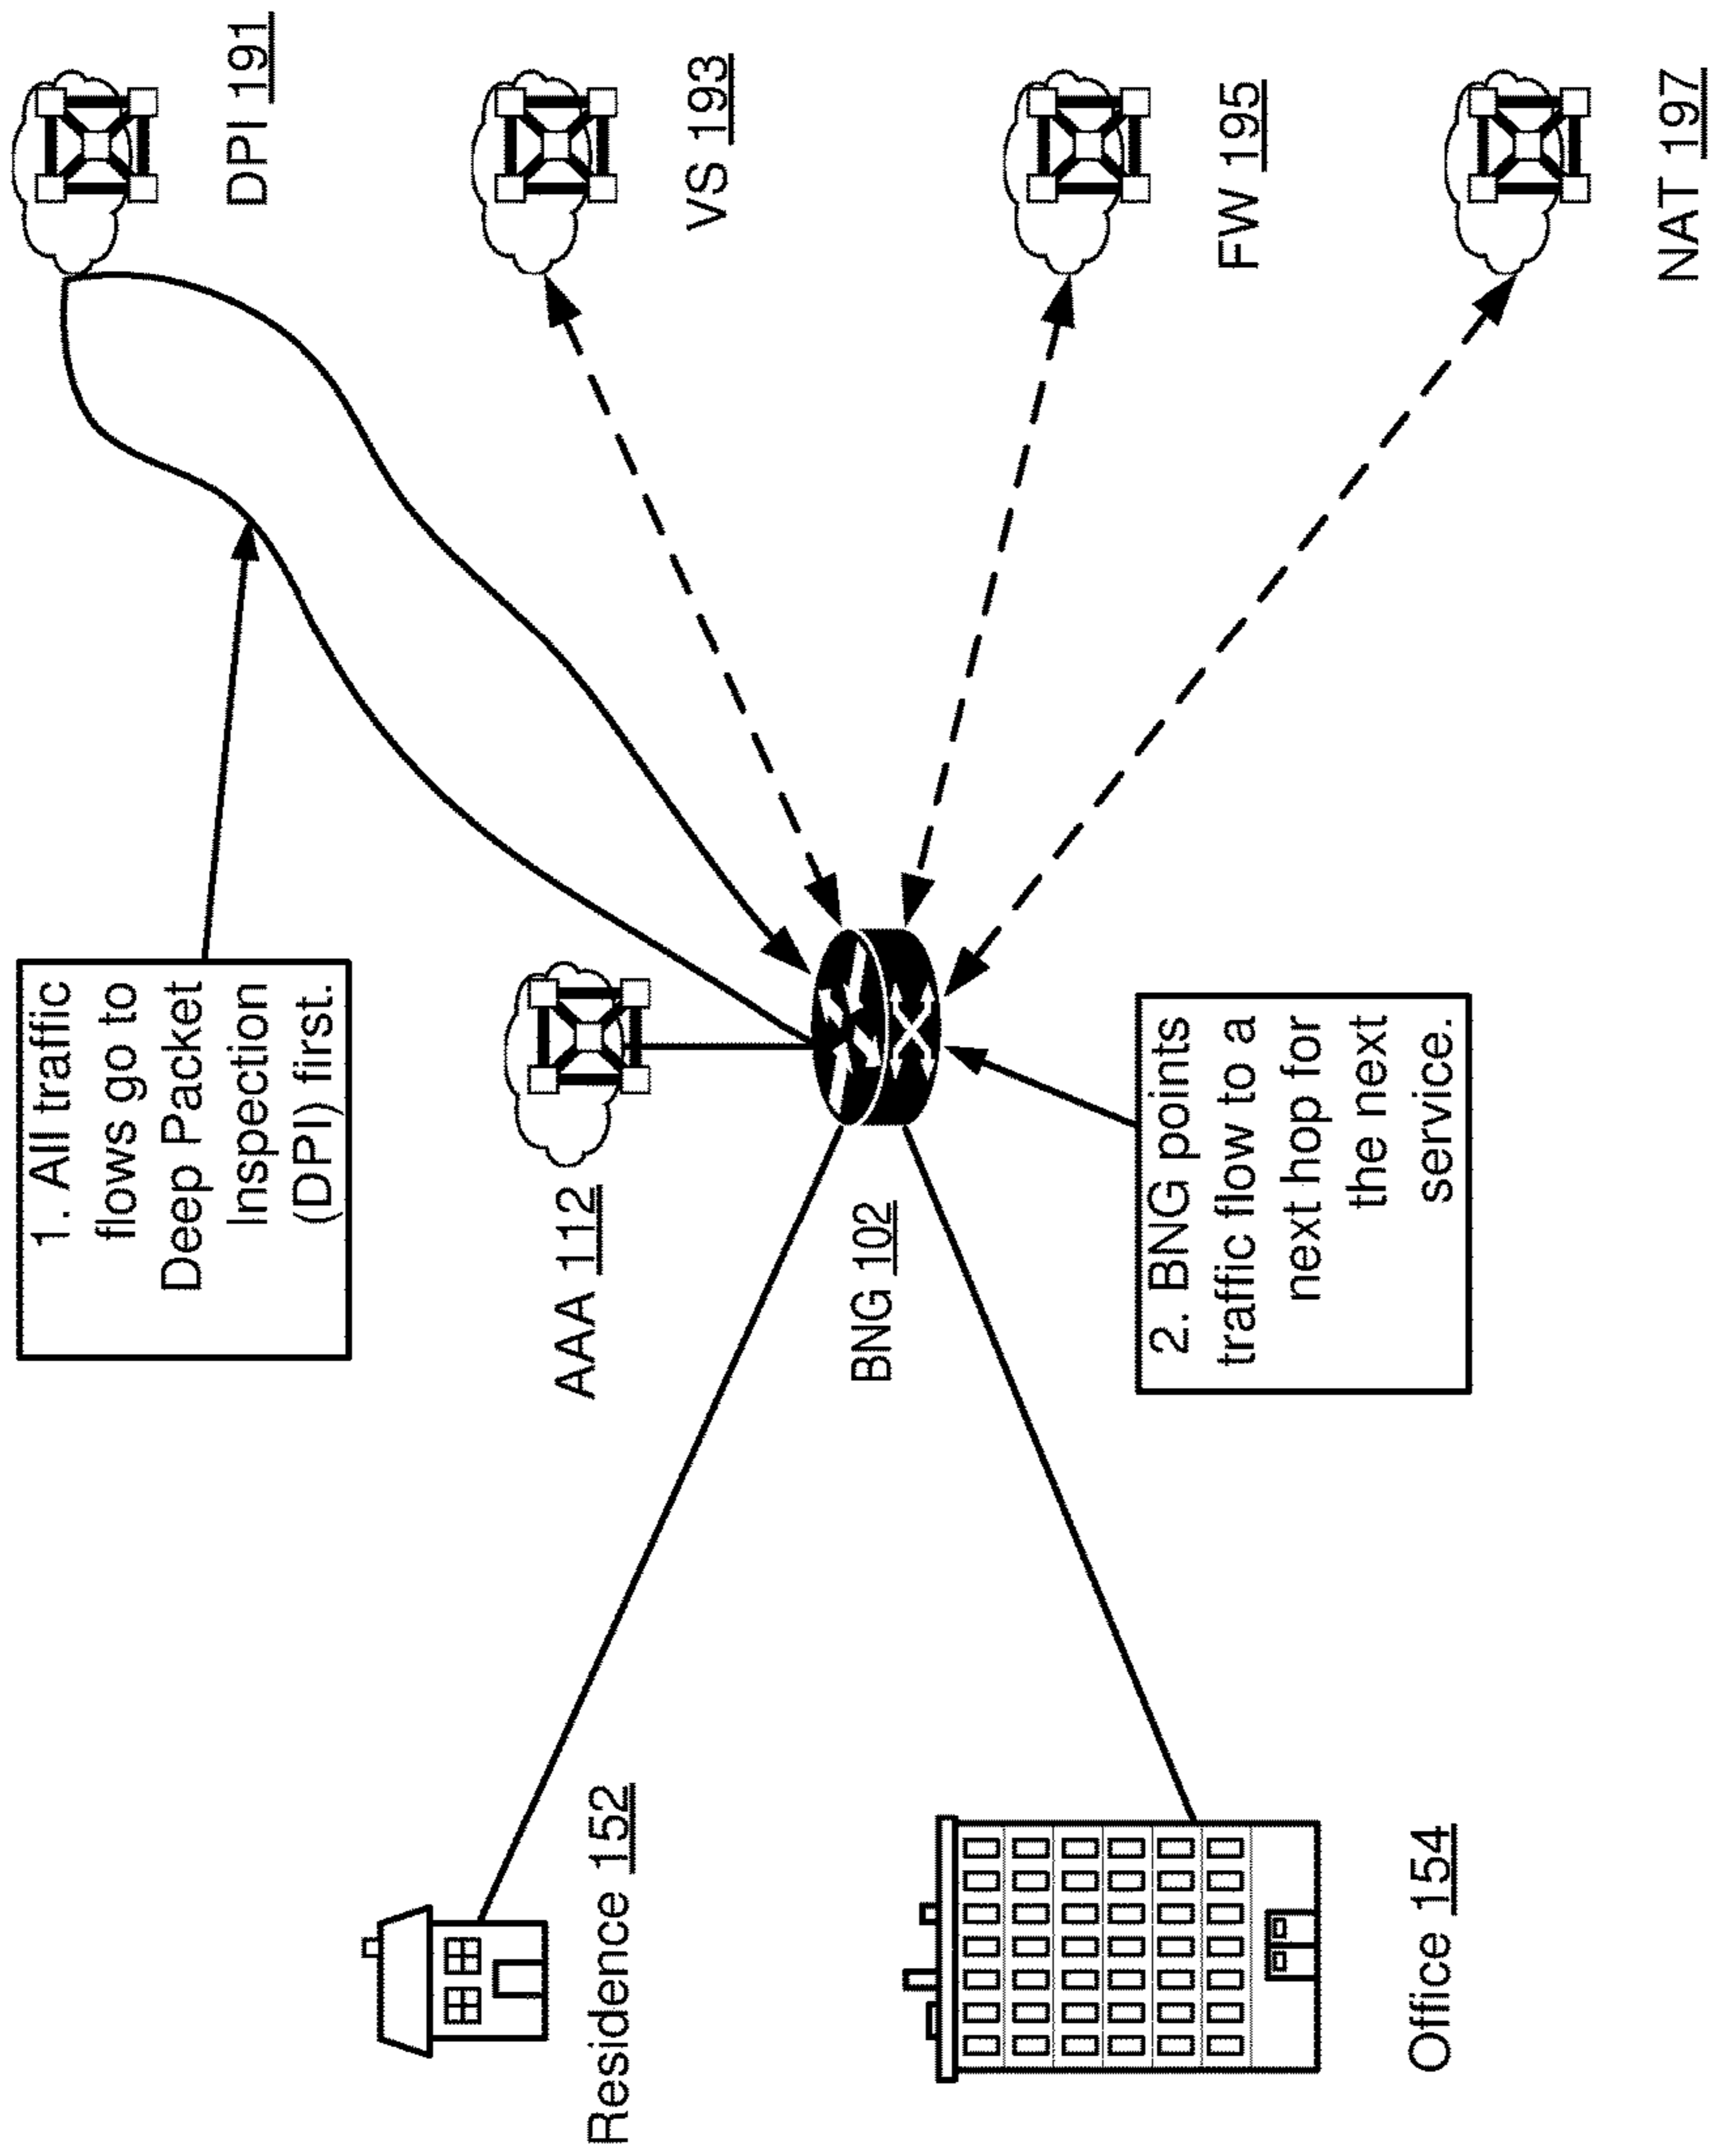 1. All traffic
flows go to
Deep Packet
Inspection
(DPI) first.
DPI 191
AAA 112
VS 193
Residence 152
BNG 102
2. BNG points
traffic flow to a
next hop for
the next
service.
FW 195
Office 154
NAT 197